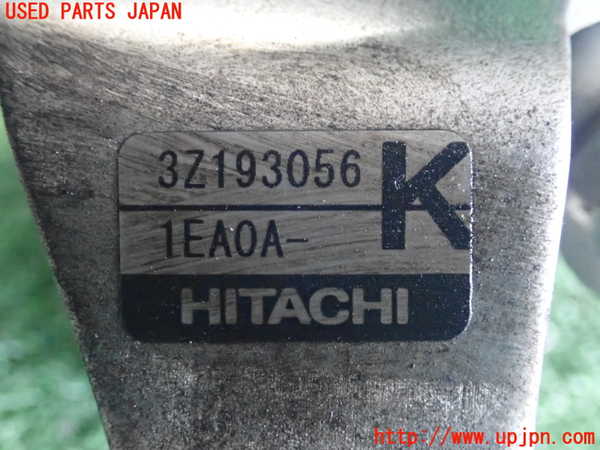 USED PARTS JAPAN
3Z193056
K
1EA0A-
HITACHI
http://www.upjpn.com